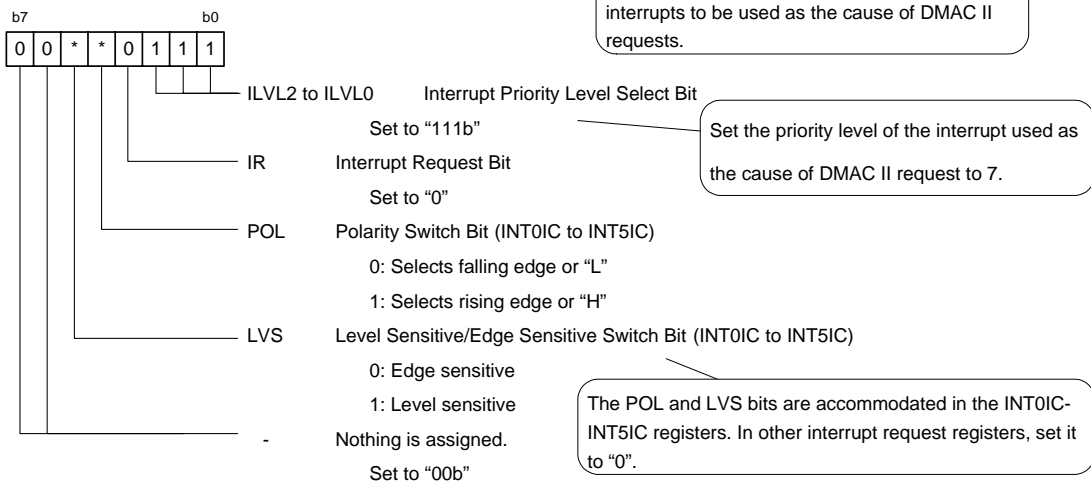 interrupts to be used as the cause of DMAC II
requests.
b7 b0
0 0 * * 0 1 1 1
ILVL2 to ILVL0 Interrupt Priority Level Select Bit
Set to “111b”
Set the priority level of the interrupt used as
the cause of DMAC II request to 7.
IR Interrupt Request Bit
Set to “0”
POL Polarity Switch Bit (INT0IC to INT5IC)
0: Selects falling edge or “L”
1: Selects rising edge or “H”
LVS Level Sensitive/Edge Sensitive Switch Bit (INT0IC to INT5IC)
0: Edge sensitive
1: Level sensitive
The POL and LVS bits are accommodated in the INT0IC-
INT5IC registers. In other interrupt request registers, set it
to “0”.
- Nothing is assigned.
Set to “00b”